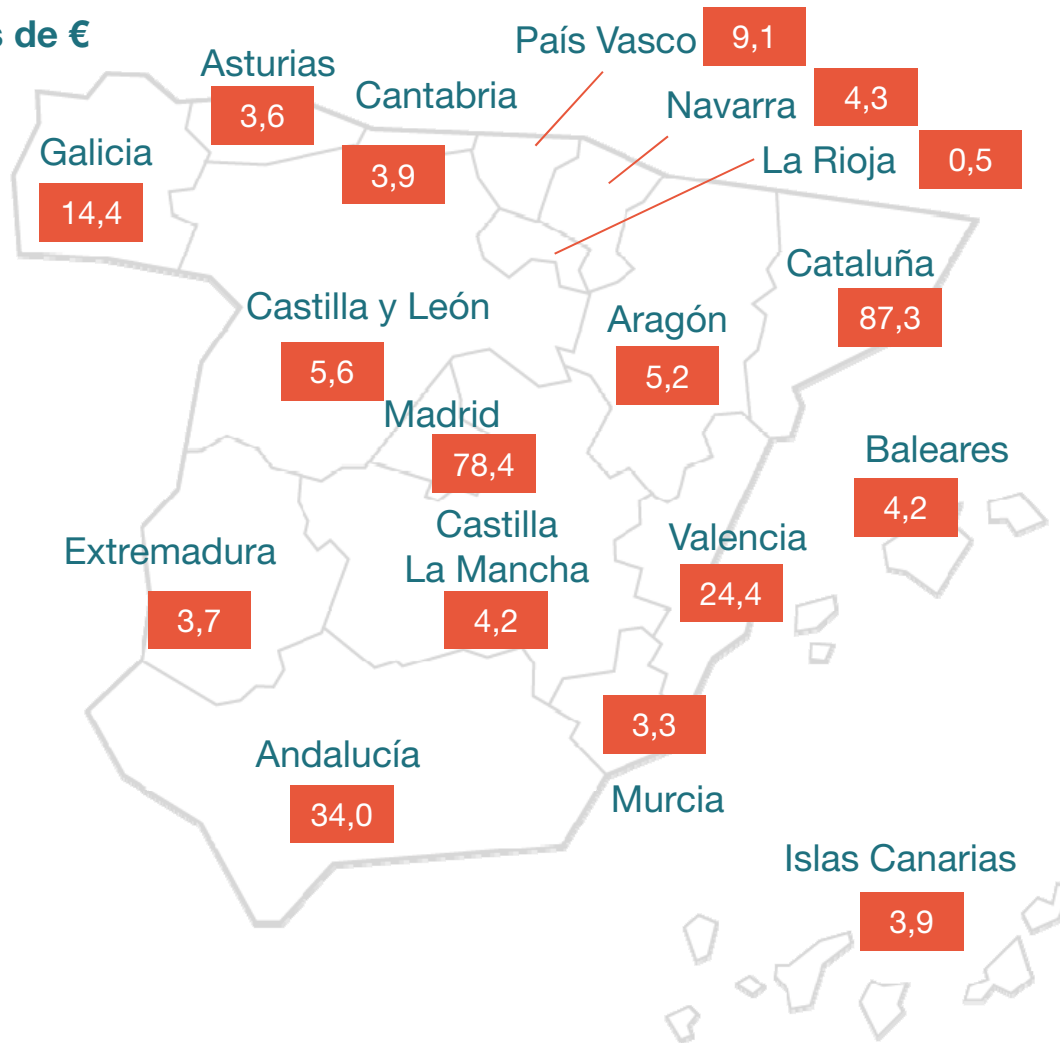 de €
País Vasco
9,1
Asturias
3,6
Cantabria
3,9
Navarra
4,3
La Rioja
0,5
Galicia
14,4
Cataluña
87,3
Castilla y León
5,6
Aragón
5,2
Madrid
78,4
Baleares
4,2
Castilla
La Mancha
4,2
Valencia
24,4
Extremadura
3,7
3,3
Murcia
Andalucía
34,0
Islas Canarias
3,9